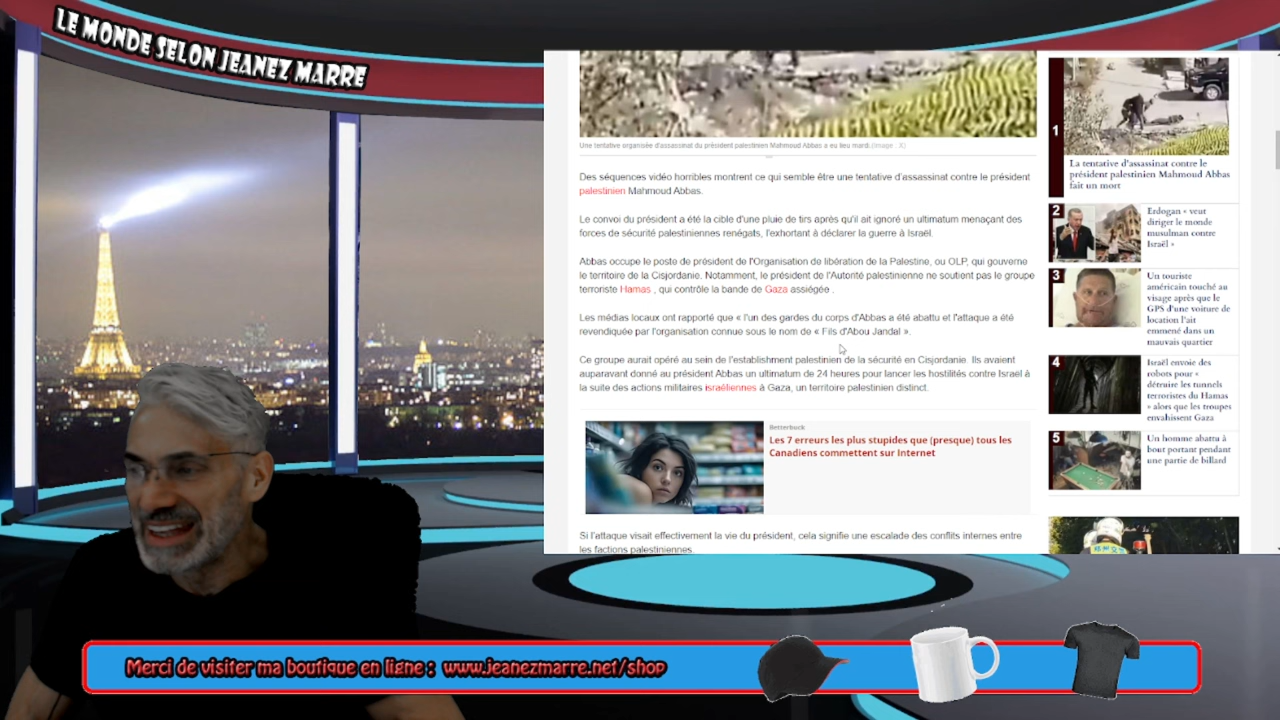 LE MONDE SELON JEANEZ MARRE
Une tentative organisée d'assassinat du président palestinien Mahmoud Abbas a eu lieu mardi. (Image : X)
Des séquences vidéo horribles montrent ce qui semble être une tentative d'assassinat contre le président
palestinien Mahmoud Abbas.
Le convoi du président a été la cible d'une pluie de tirs après qu'il ait ignoré un ultimatum menaçant des
forces de sécurité palestiniennes renégats, l'exhortant à déclarer la guerre à Israël.
Abbas occupe le poste de président de l'Organisation de libération de la Palestine, ou OLP, qui gouverne
le territoire de la Cisjordanie. Notamment, le président de l'Autorité palestinienne ne soutient pas le groupe
terroriste Hamas , qui contrôle la bande de Gaza assiégée .
Les médias locaux ont rapporté que « l'un des gardes du corps d'Abbas a été abattu et l'attaque a été
revendiquée par l'organisation connue sous le nom de « Fils d'Abou Jandal ».
Ce groupe aurait opéré au sein de l'establishment palestinien de la sécurité en Cisjordanie. Ils avaient
auparavant donné au président Abbas un ultimatum de 24 heures pour lancer les hostilités contre Israël à
la suite des actions militaires israéliennes à Gaza, un territoire palestinien distinct.
Betterbuck
Les 7 erreurs les plus stupides que (presque) tous les
Canadiens commettent sur Internet
Si l'attaque visait effectivement la vie du président, cela signifie une escalade des conflits internes entre
les factions palestiniennes.
1
La tentative d'assassinat contre le
président palestinien Mahmoud Abbas
fait un mort
2
Erdogan « veut
diriger le monde
musulman contre
Israël »
3
Un touriste
américain touché au
visage après que le
GPS d'une voiture de
location l'ait
emmené dans un
mauvais quartier
4
Israël envoie des
robots pour «
détruire les tunnels
terroristes du Hamas
» alors que les troupes
envahissent Gaza
5
Un homme abattu à
bout portant pendant
une partie de billard
Merci de visiter ma boutique en ligne : www.jeanezmarre.net/shop